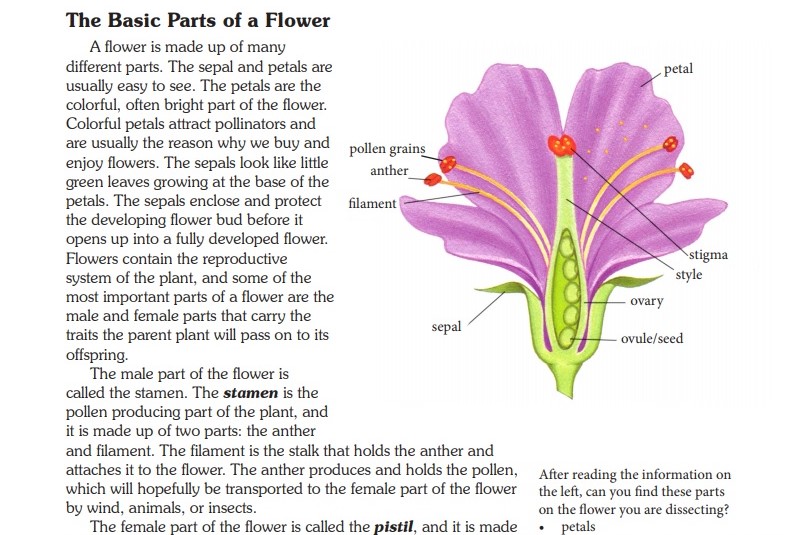 The Basic Parts of a Flower
A flower is made up of many
different parts. The sepal and petals are
usually easy to see. The petals are the
colorful, often bright part of the flower.
Colorful petals attract pollinators and
are usually the reason why we buy and
enjoy flowers. The sepals look like little
green leaves growing at the base of the
petals. The sepals enclose and protect
the developing flower bud before it
opens up into a fully developed flower.
Flowers contain the reproductive
system of the plant, and some of the
most important parts of a flower are the
male and female parts that carry the
traits the parent plant will pass on to its
offspring.
The male part of the flower is
called the stamen. The stamen is the
pollen producing part of the plant, and
it is made up of two parts: the anther
and filament. The filament is the stalk that holds the anther and
attaches it to the flower. The anther produces and holds the pollen,
which will hopefully be transported to the female part of the flower
by wind, animals, or insects.
The female part of the flower is called the pistil, and it is made
petal
pollen grains
anther
filament
stigma
style
ovary
sepal
ovule/seed
After reading the information on
the left, can you find these parts
on the flower you are dissecting?
• petals